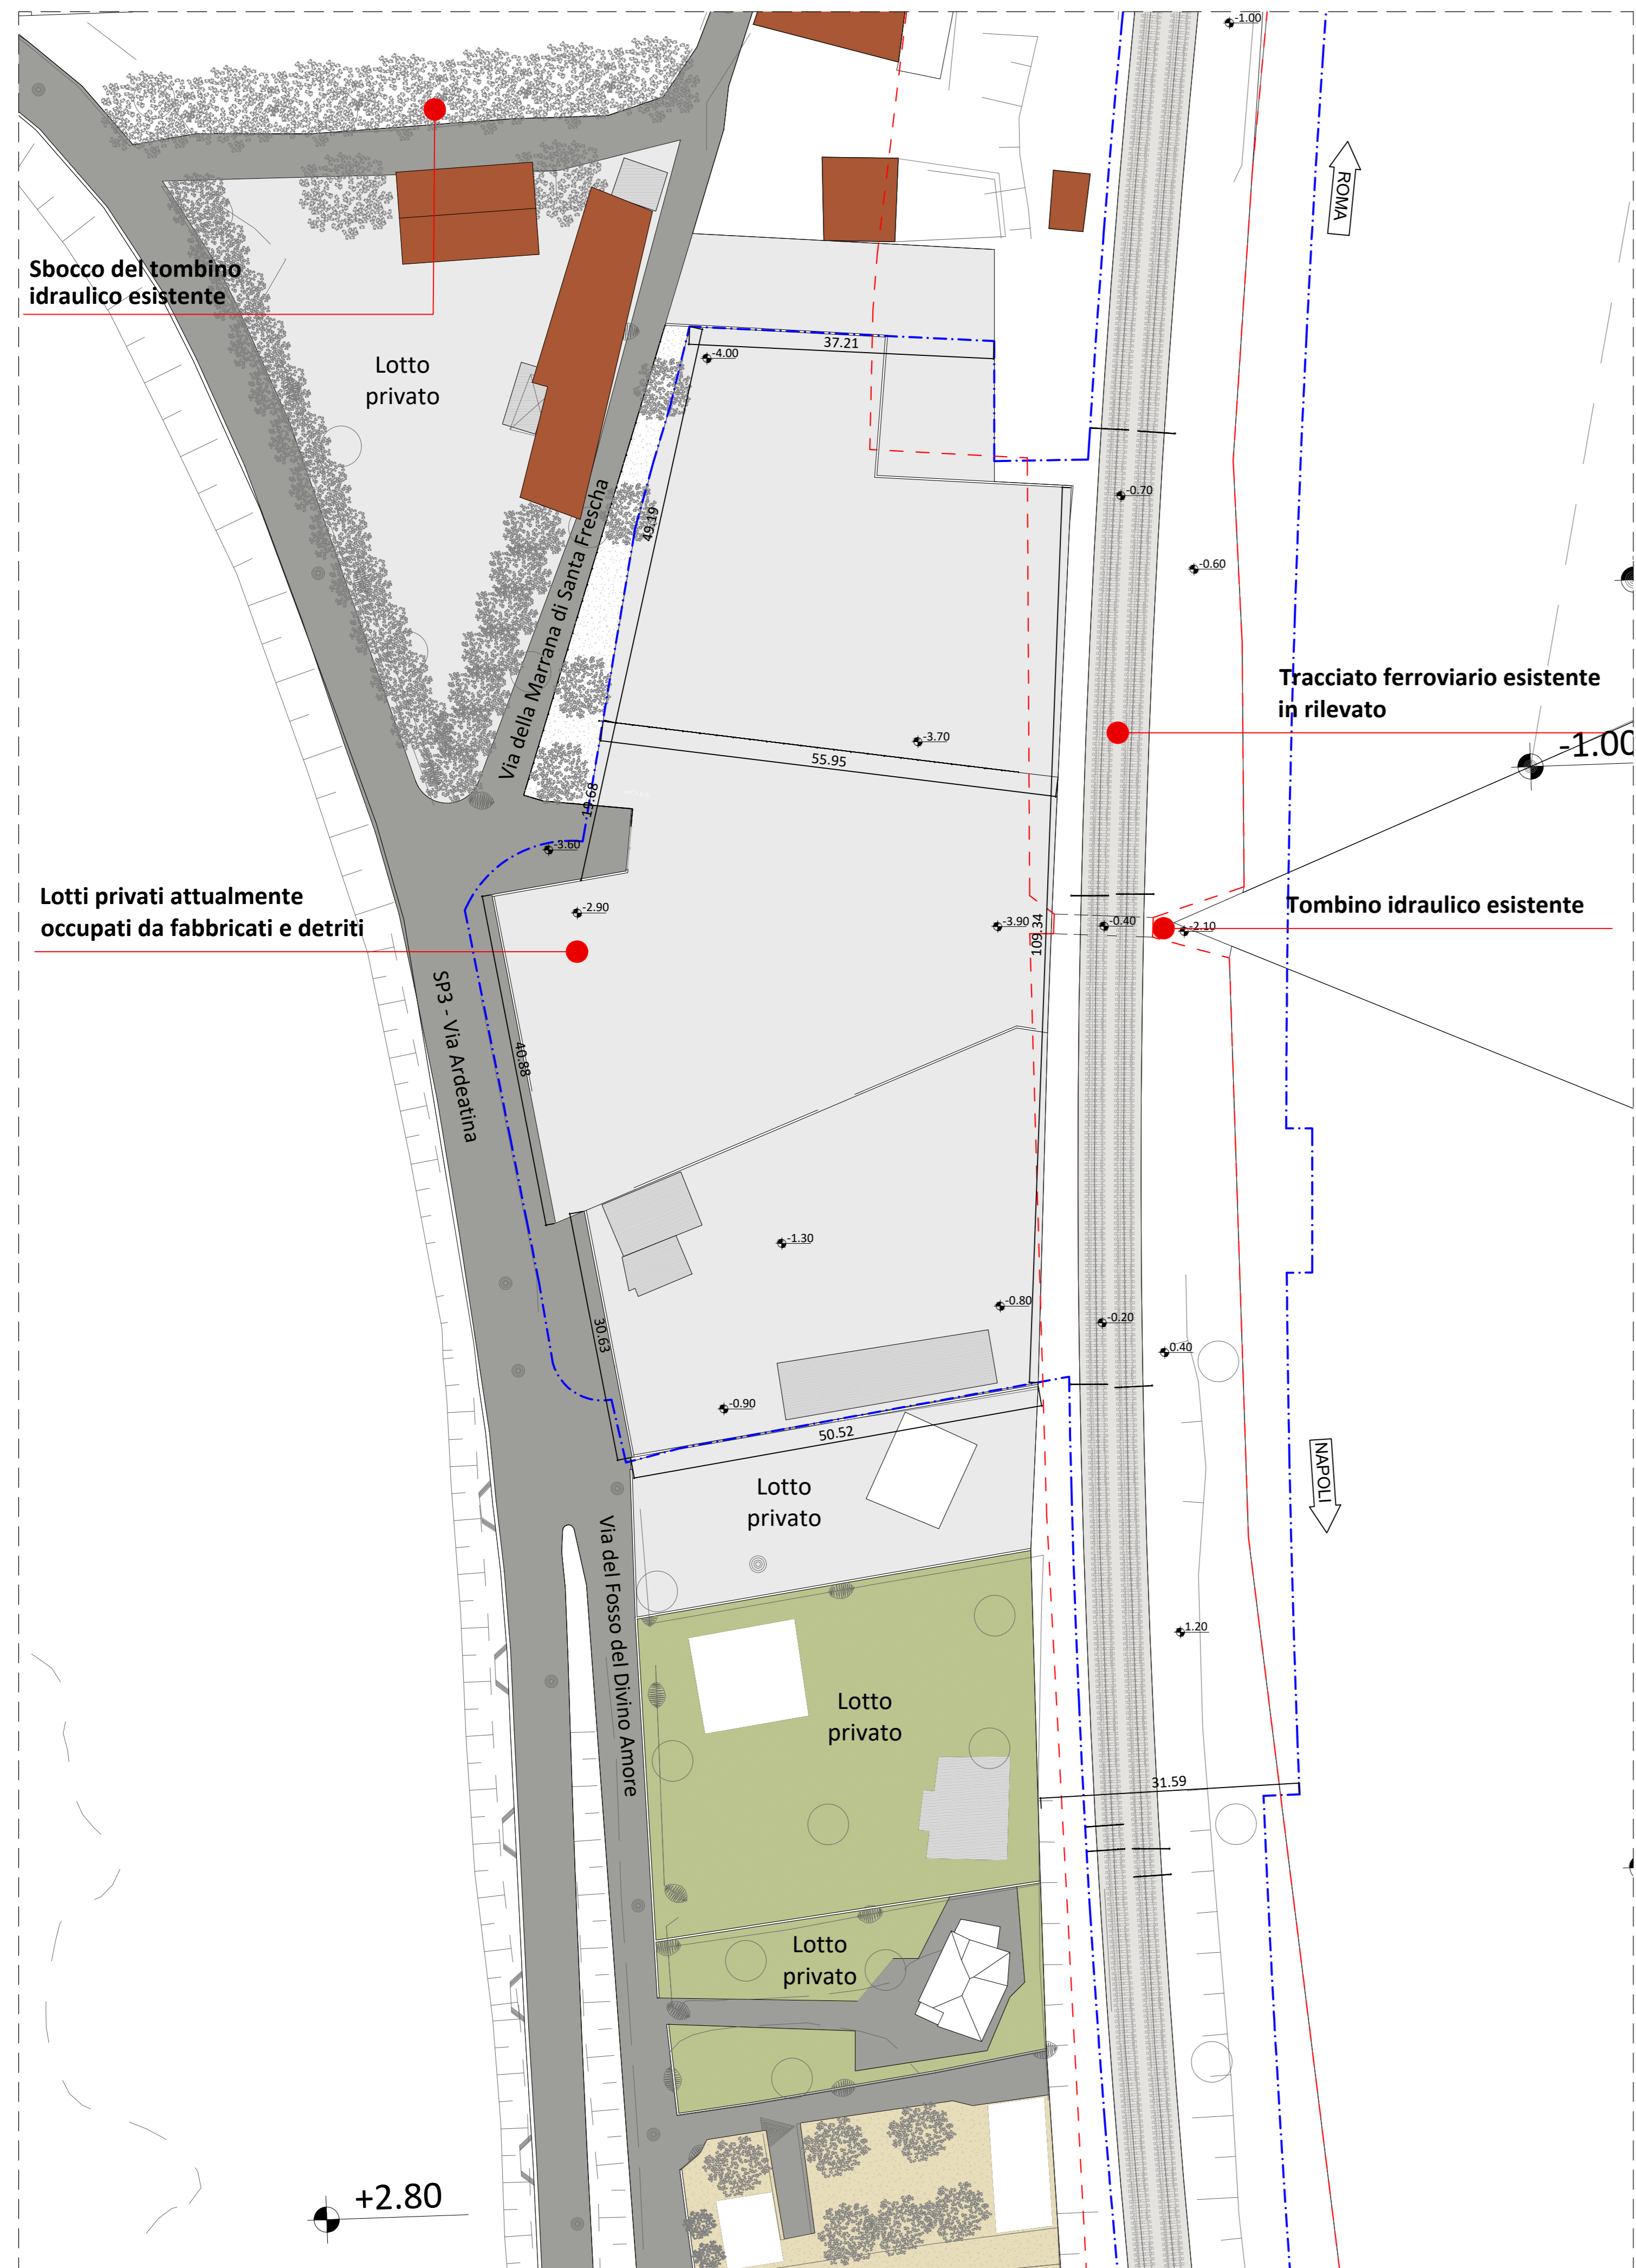 -1.00
ROMA
Sbocco del tombino
idraulico esistente
37.21
-4.00
Lotto
privato
-0.70
49.19
Via della Marrana di Santa Frescha
-0.60
Tracciato ferroviario esistente
in rilevato
-3.70
-1.00
55.95
19.68
-3.60
Lotti privati attualmente
occupati da fabbricati e detriti
-2.90
-3.90
109.34
-0.40
-2.10
Tombino idraulico esistente
SP3 - Via Ardeatina
40.88
-1.30
-0.80
-0.20
30.63
0.40
-0.90
50.52
NAPOLI
Lotto
privato
Via del Fosso del Divino Amore
1.20
Lotto
privato
31.59
Lotto
privato
+2.80